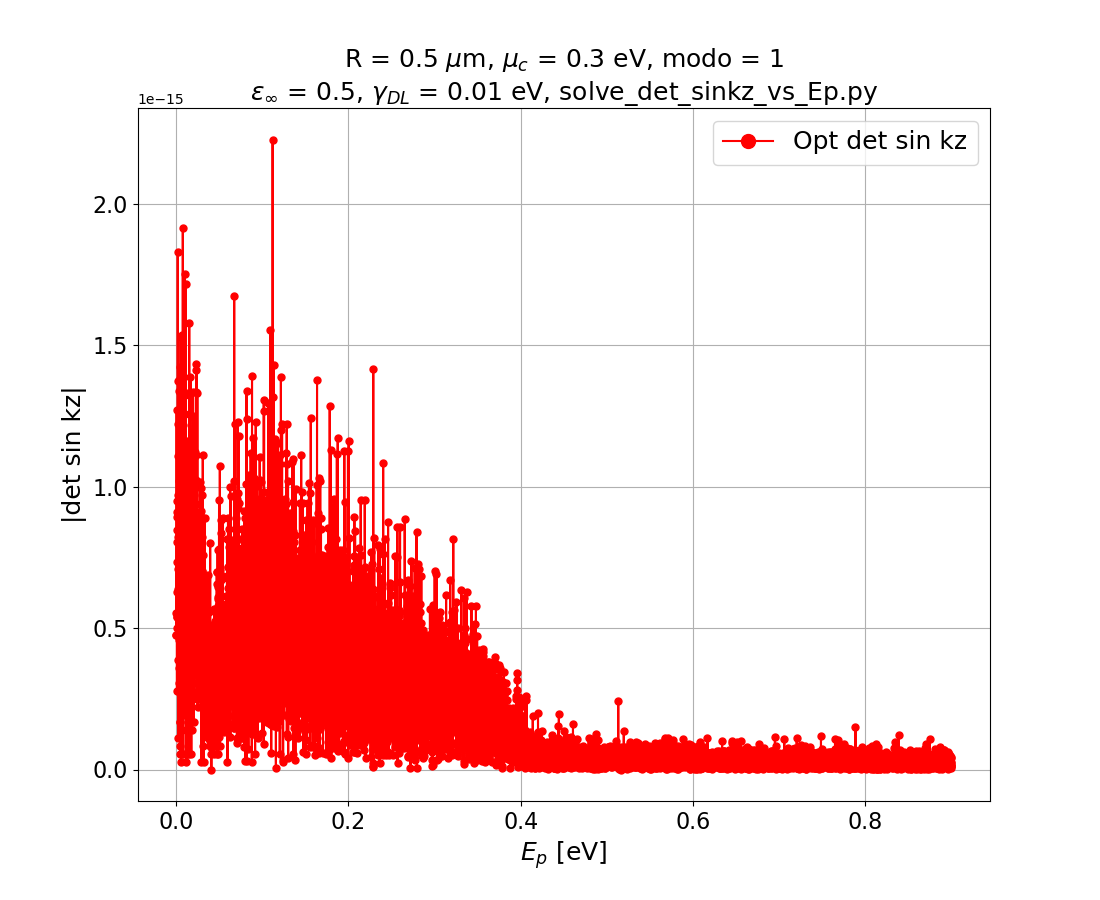 R = 0.5 μm, μ_c = 0.3 eV, modo = 1
ε_∞ = 0.5, γ_DL = 0.01 eV, solve_det_sinkz_vs_Ep.py
1e−15
Opt det sin kz
2.0
1.5
1.0
0.5
0.0
|det sin kz|
0.0 0.2 0.4 0.6 0.8
E_p [eV]